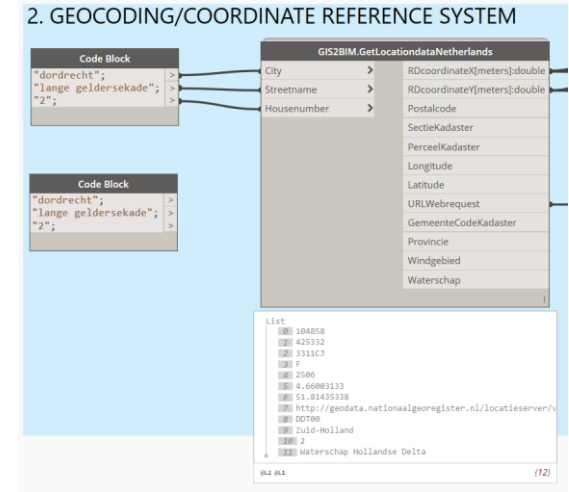 2. GEOCODING/COORDINATE REFERENCE SYSTEM
Code Block
"dordrecht"; >
"lange geldersekade"; >
"2"; >
GIS2BIM.GetLocationdataNetherlands
City > RDcoordinateX[meters]:double
Streetname > RDcoordinateY[meters]:double
Housenumber > Postalcode
SectieKadaster
PerceelKadaster
Longitude
Latitude
URLWebrequest
GemeenteCodeKadaster
Provincie
Windgebied
Waterschap
l
Code Block
"dordrecht"; >
"lange geldersekade"; >
"2"; >
List
0 104858
1 425332
2 3311CJ
3 F
4 2506
5 4.66003133
6 51.81435338
7 http://geodata.nationaalgeoregister.nl/locatieserver/v
8 DDT00
9 Zuid-Holland
10 2
11 Waterschap Hollandse Delta
@L2 @L1 {12}